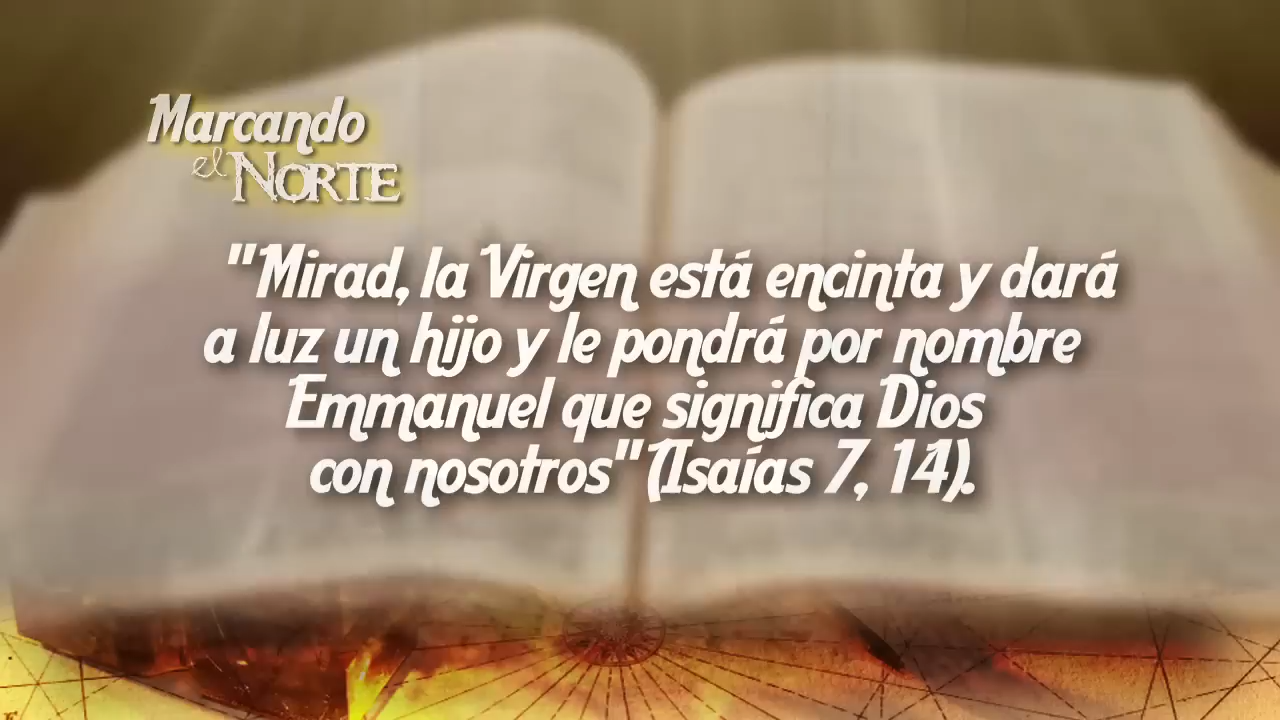 Marcando
el NORTE
"Mirad, la Virgen está encinta y dará
a luz un hijo y le pondrá por nombre
Emmanuel que significa Dios
con nosotros" (Isaías 7, 14).